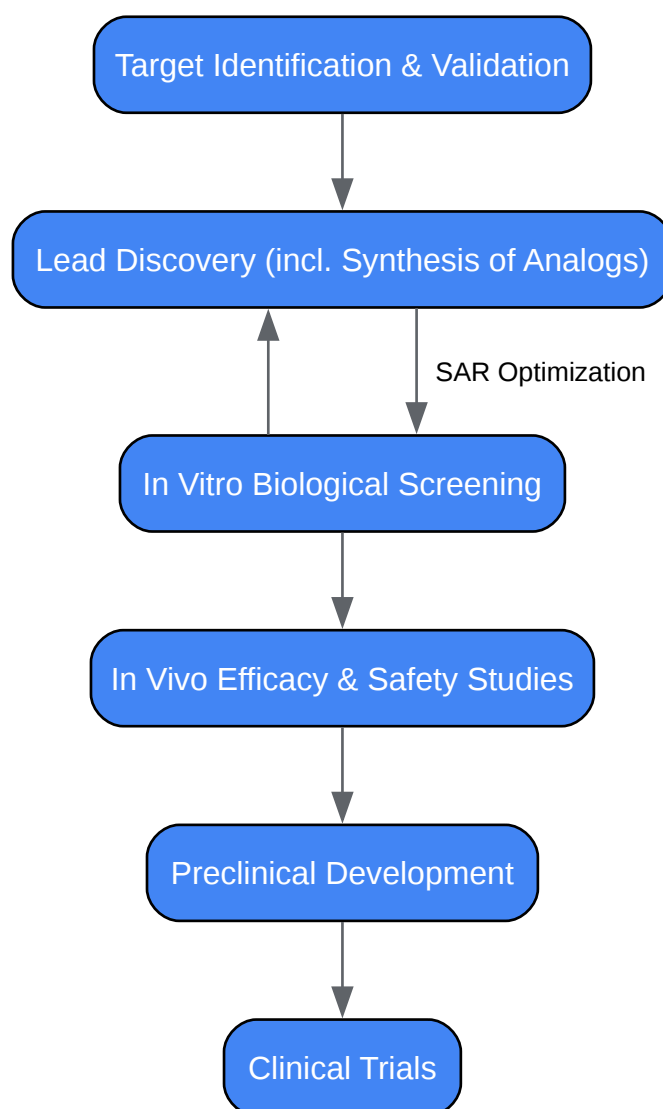 Target Identification & Validation
Lead Discovery (incl. Synthesis of Analogs)
SAR Optimization
In Vitro Biological Screening
In Vivo Efficacy & Safety Studies
Preclinical Development
Clinical Trials